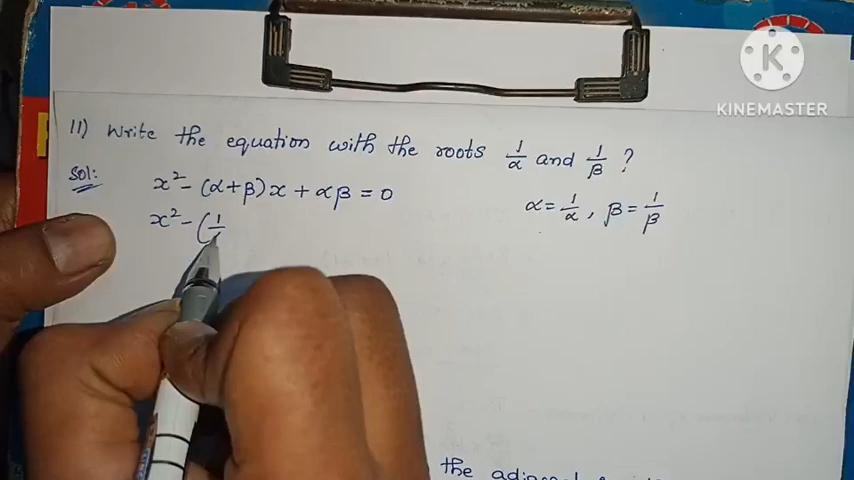 KINEMASTER
11) Write the equation with the roots 1/α and 1/β ?
Sol:
x² - (α+β)x + αβ = 0
α = 1/α, β = 1/β
x² - (1/
the